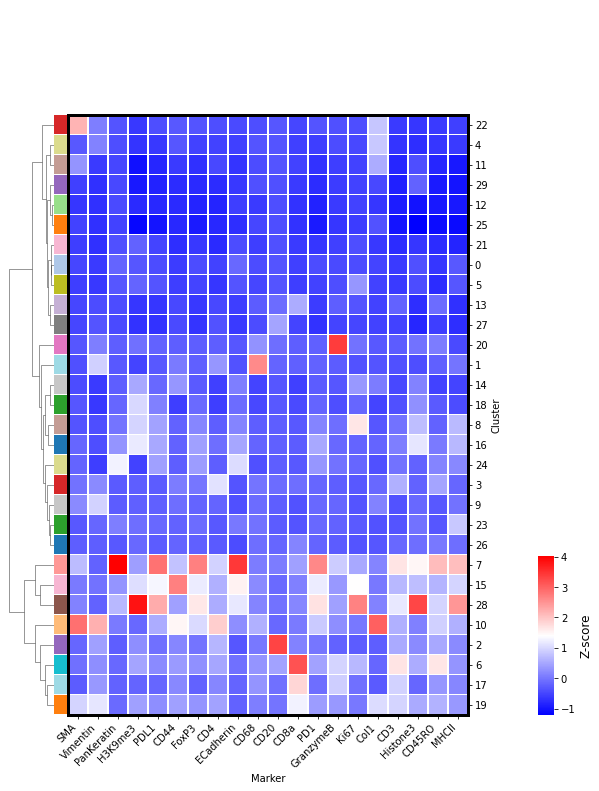 22
4
11
29
12
25
21
0
5
13
27
20
1
14
18
8
16
24
3
9
23
26
7
15
28
10
2
6
17
19
Cluster
SMA
Vimentin
PanKeratin
H3K9me3
PDL1
CD44
FoxP3
CD4
ECadherin
CD68
CD20
CD8a
PD1
GranzymeB
Ki67
Col1
CD3
Histone3
CD45RO
MHCII
Marker
4
3
2
1
0
−1
Z-score